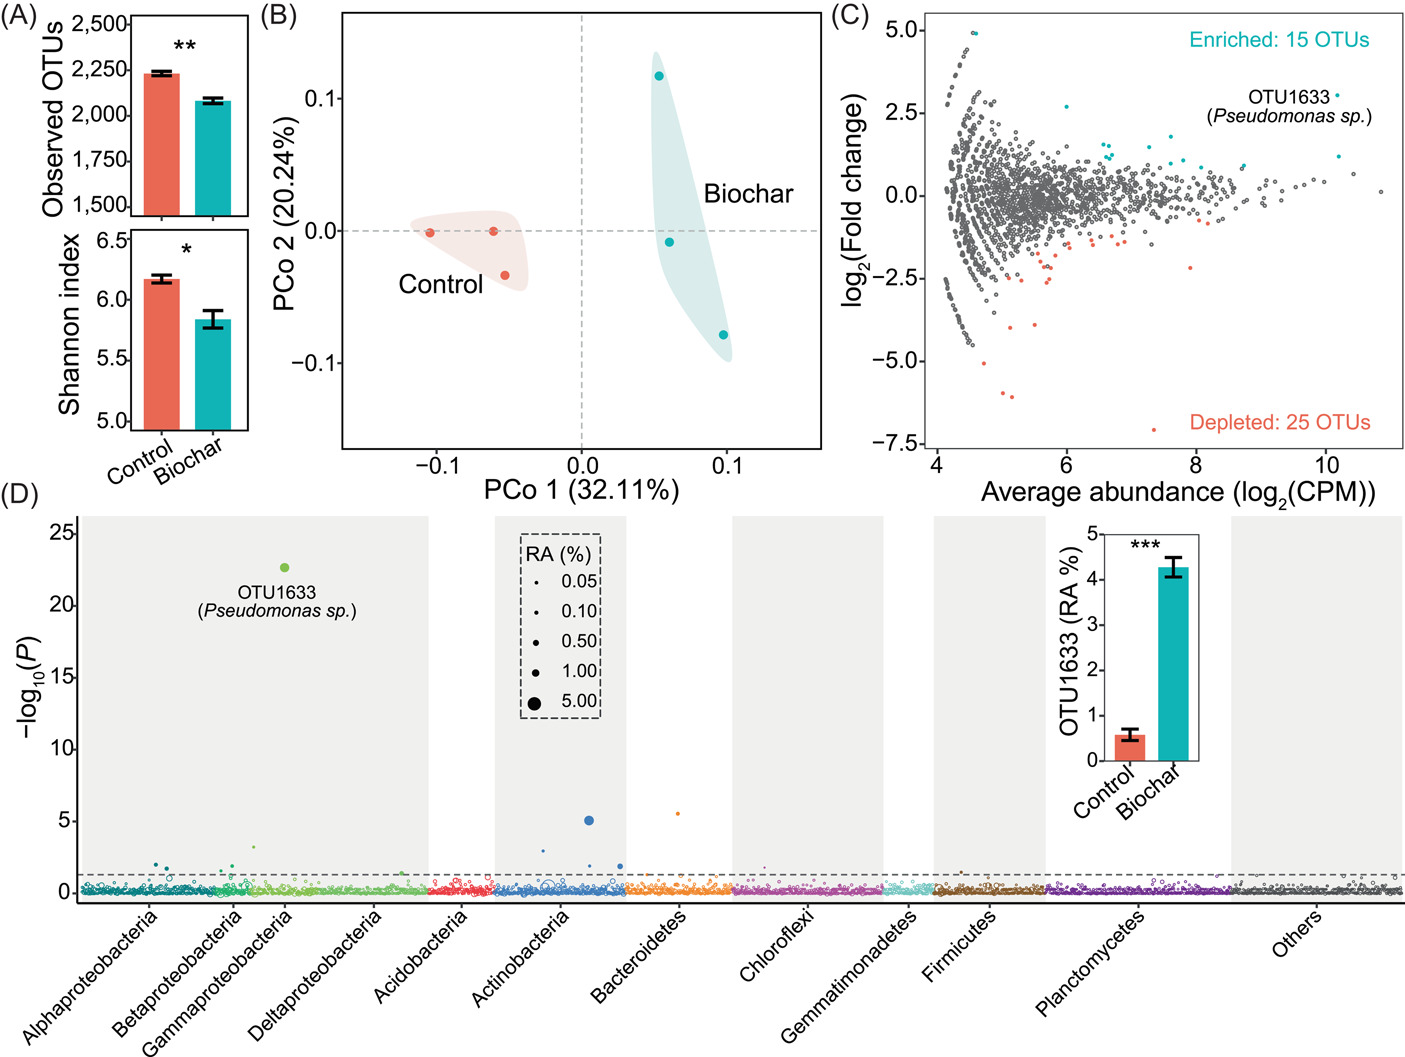 (A)
Observed OTUs
2,500
2,250
2,000
1,750
1,500
**
Shannon index
6.5
6.0
5.5
5.0
*
Control
Biochar
(B)
PCo 2 (20.24%)
0.1
0.0
−0.1
Biochar
Control
−0.1
0.0
0.1
PCo 1 (32.11%)
(C)
log2(Fold change)
5.0
2.5
0.0
−2.5
−5.0
−7.5
Enriched: 15 OTUs
OTU1633
(Pseudomonas sp.)
Depleted: 25 OTUs
4
6
8
10
Average abundance (log2(CPM))
(D)
−log10(P)
25
20
15
10
5
0
OTU1633
(Pseudomonas sp.)
RA (%)
0.05
0.10
0.50
1.00
5.00
OTU1633 (RA %)
5
4
3
2
1
0
***
Control
Biochar
Alphaproteobacteria
Betaproteobacteria
Gammaproteobacteria
Deltaproteobacteria
Acidobacteria
Actinobacteria
Bacteroidetes
Chloroflexi
Gemmatimonadetes
Firmicutes
Planctomycetes
Others